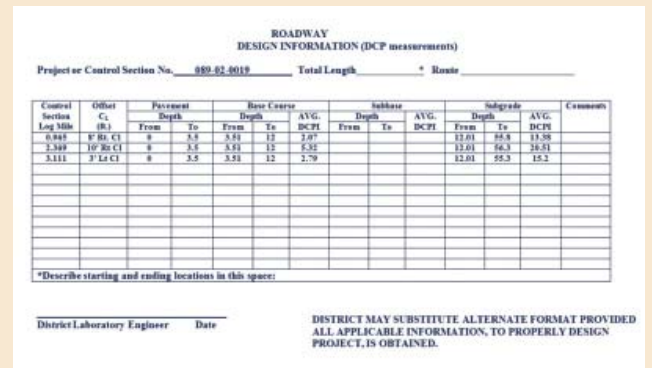 ROADWAY
DESIGN INFORMATION (DCP measurements)
Project or Control Section No. 089-02-0019 Total Length * Route
Control Offset Pavement Base Course Subbase Subgrade Comments
Section CL Depth Depth AVG. Depth AVG. Depth AVG.
Log Mile (ft.) From To From To DCPI From To DCPI From To DCPI
8' Rt. Cl 0 3.5 3.51 12 2.07 12.01 55.8 13.38
10' Rt Cl 0 3.5 3.51 12 5.32 12.01 56.3 20.51
3.111 3' Lt Cl 0 3.5 3.51 12 2.79 12.01 55.3 15.2
*Describe starting and ending locations in this space:
District Laboratory Engineer Date
DISTRICT MAY SUBSTITUTE ALTERNATE FORMAT PROVIDED
ALL APPLICABLE INFORMATION, TO PROPERLY DESIGN
PROJECT, IS OBTAINED.